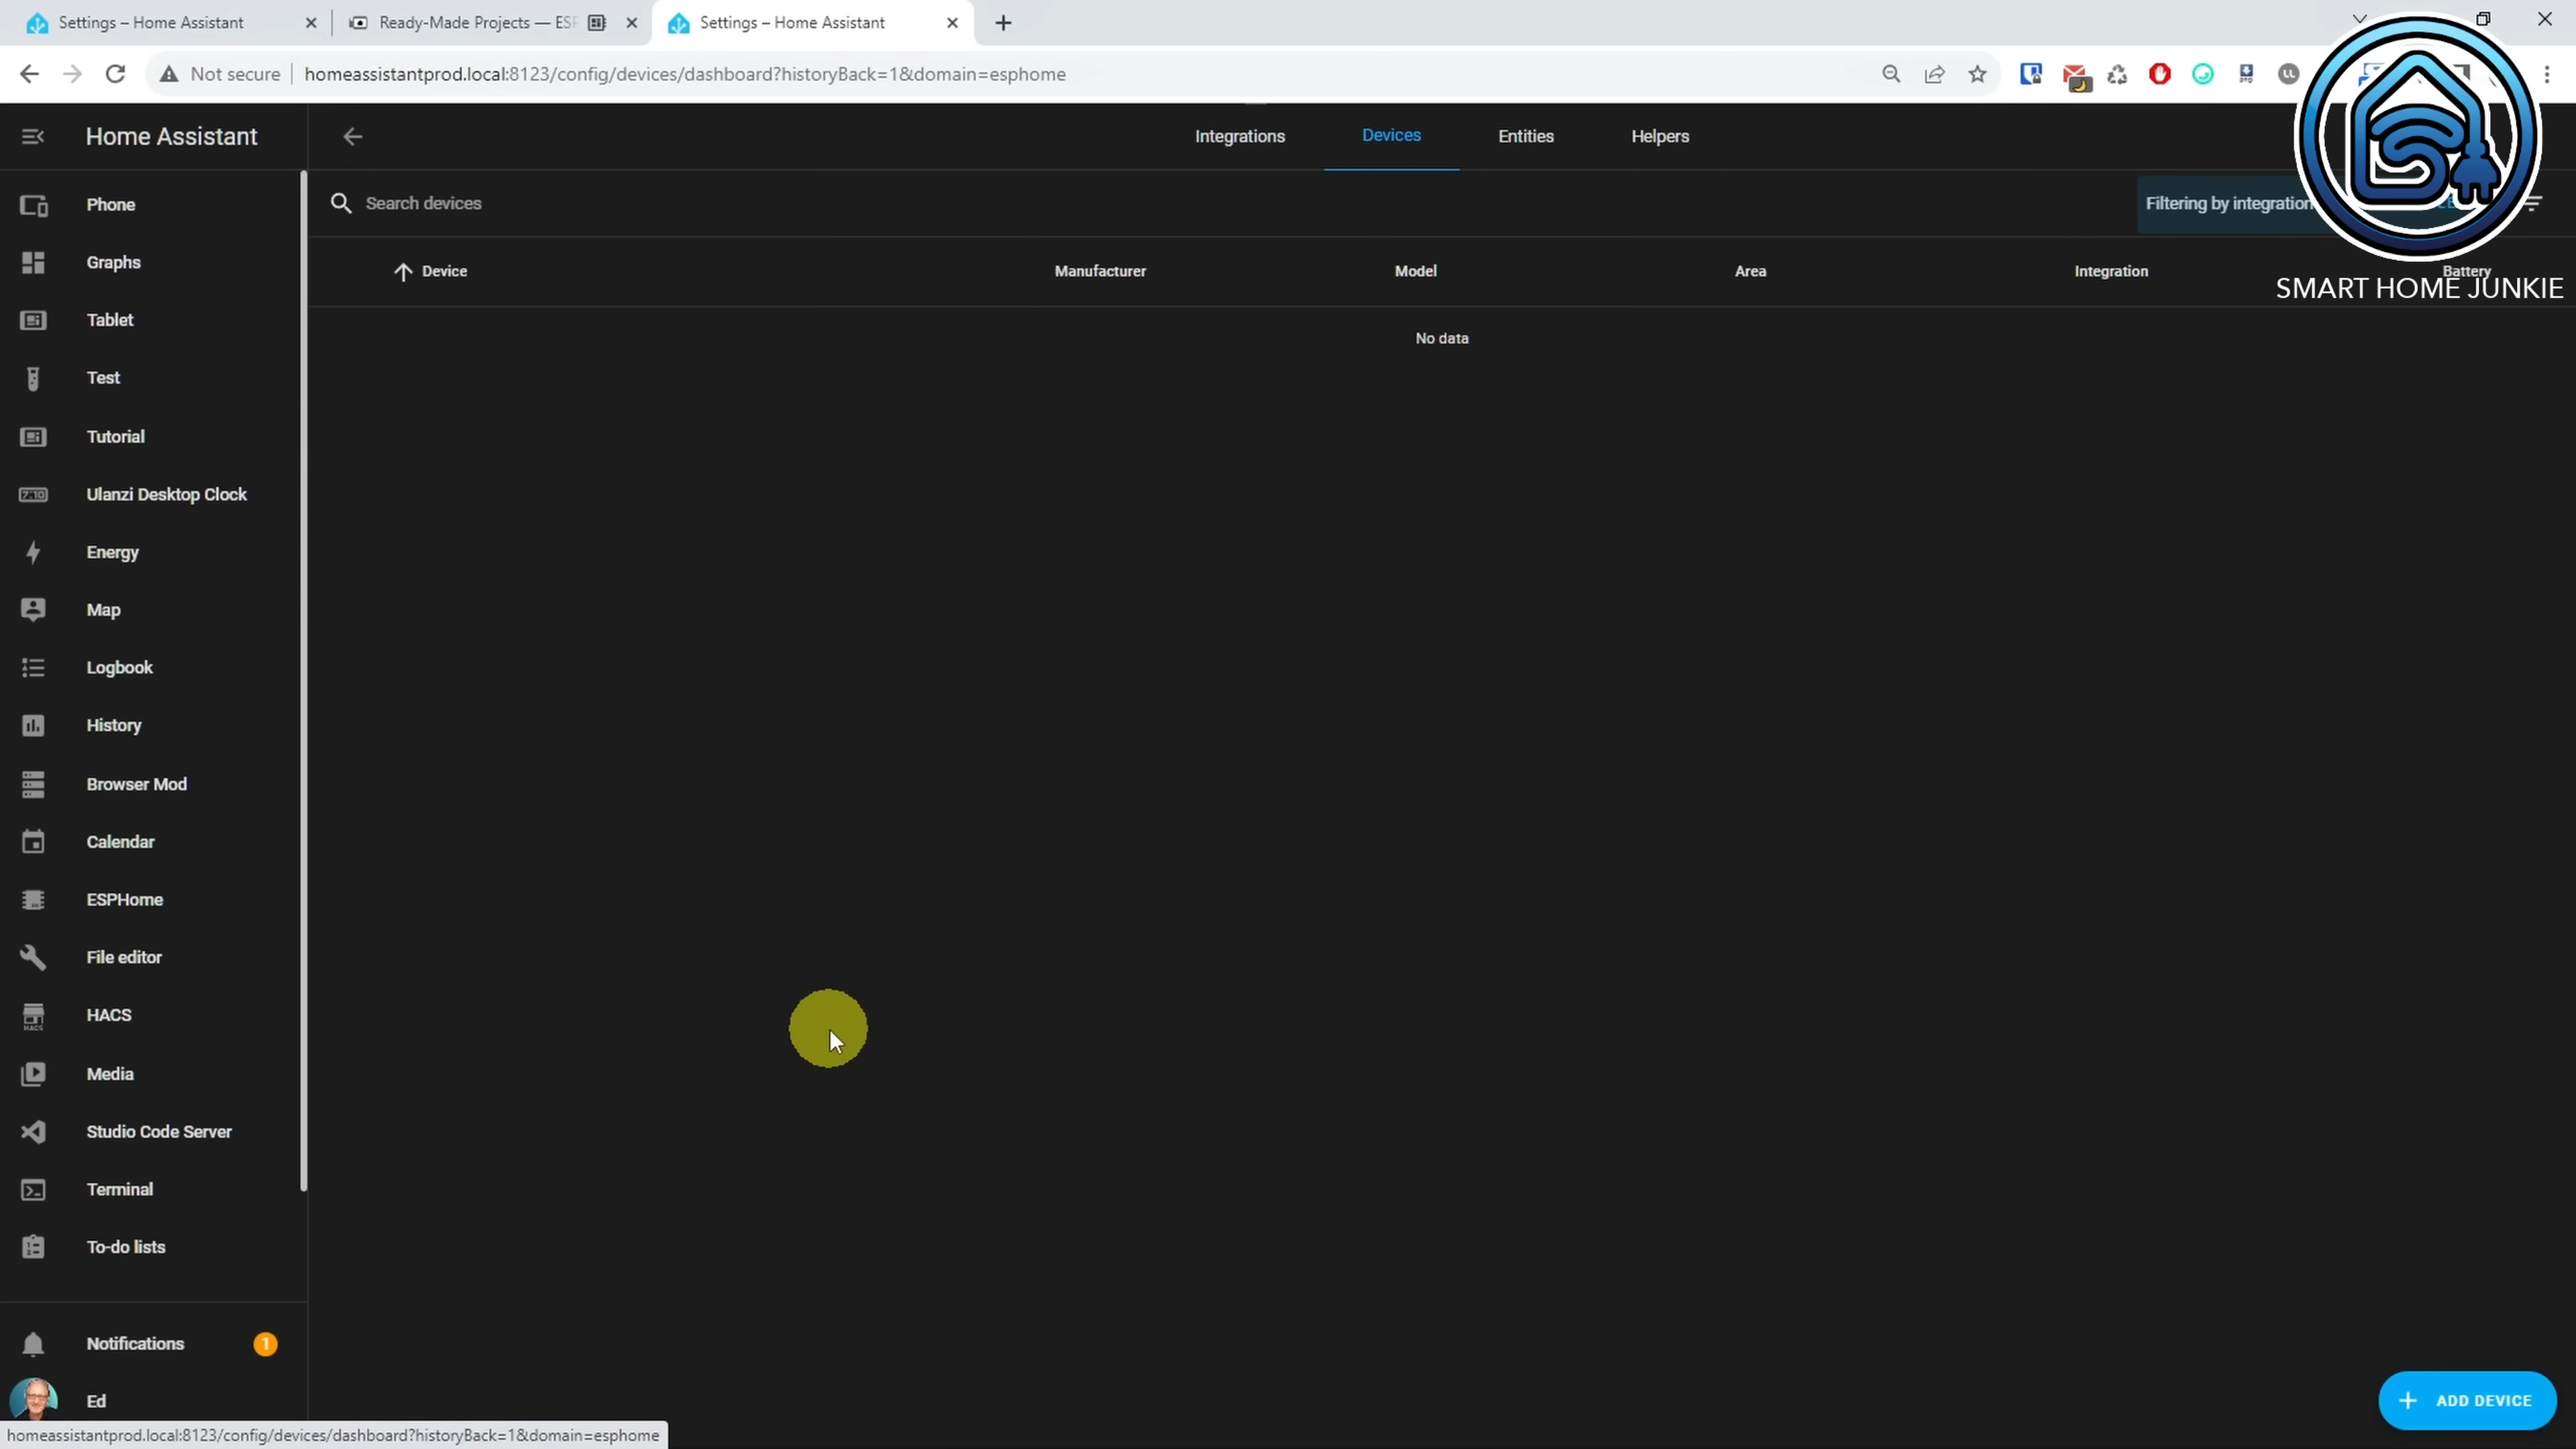 Settings – Home Assistant
Ready-Made Projects — ESP
Settings – Home Assistant
Not secure
homeassistantprod.local:8123/config/devices/dashboard?historyBack=1&domain=esphome
Home Assistant
Integrations
Devices
Entities
Helpers
Search devices
Filtering by integration
Device
Manufacturer
Model
Area
Integration
Battery
SMART HOME JUNKIE
No data
Phone
Graphs
Tablet
Test
Tutorial
7:10
Ulanzi Desktop Clock
Energy
Map
Logbook
History
Browser Mod
Calendar
ESPHome
File editor
HACS
HACS
Media
Studio Code Server
Terminal
To-do lists
Notifications
1
Ed
ADD DEVICE
homeassistantprod.local:8123/config/devices/dashboard?historyBack=1&domain=esphome